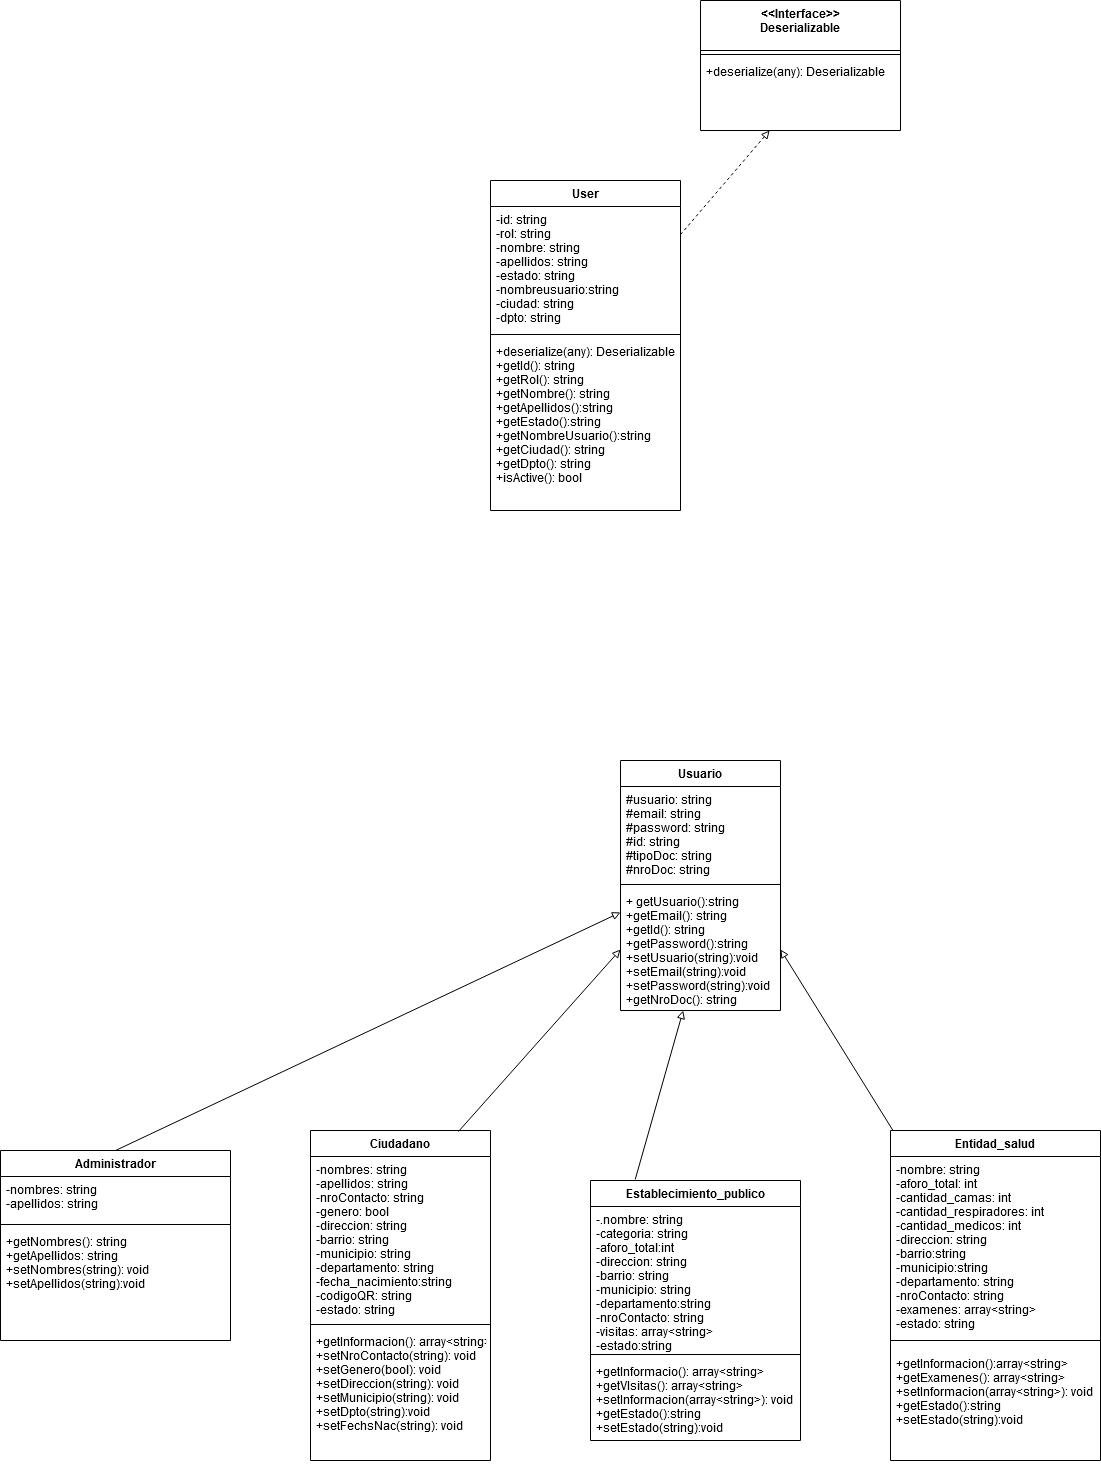 <<Interface>>
Deserializable
+deserialize(any): Deserializable
User
-id: string
-rol: string
-nombre: string
-apellidos: string
-estado: string
-nombreusuario:string
-ciudad: string
-dpto: string
+deserialize(any): Deserializable
+getId(): string
+getRol(): string
+getNombre(): string
+getApellidos():string
+getEstado():string
+getNombreUsuario():string
+getCiudad(): string
+getDpto(): string
+isActive(): bool
Usuario
#usuario: string
#email: string
#password: string
#id: string
#tipoDoc: string
#nroDoc: string
+ getUsuario():string
+getEmail(): string
+getId(): string
+getPassword():string
+setUsuario(string):void
+setEmail(string):void
+setPassword(string):void
+getNroDoc(): string
Administrador
-nombres: string
-apellidos: string
+getNombres(): string
+getApellidos: string
+setNombres(string): void
+setApellidos(string):void
Ciudadano
-nombres: string
-apellidos: string
-nroContacto: string
-genero: bool
-direccion: string
-barrio: string
-municipio: string
-departamento: string
-fecha_nacimiento:string
-codigoQR: string
-estado: string
+getInformacion(): array<string>
+setNroContacto(string): void
+setGenero(bool): void
+setDireccion(string): void
+setMunicipio(string): void
+setDpto(string):void
+setFechsNac(string): void
Establecimiento_publico
-.nombre: string
-categoria: string
-aforo_total:int
-direccion: string
-barrio: string
-municipio: string
-departamento:string
-nroContacto: string
-visitas: array<string>
-estado:string
+getInformacio(): array<string>
+getVIsitas(): array<string>
+setInformacion(array<string>): void
+getEstado():string
+setEstado(string):void
Entidad_salud
-nombre: string
-aforo_total: int
-cantidad_camas: int
-cantidad_respiradores: int
-cantidad_medicos: int
-direccion: string
-barrio:string
-municipio:string
-departamento: string
-nroContacto: string
-examenes: array<string>
-estado: string
+getInformacion():array<string>
+getExamenes(): array<string>
+setInformacion(array<string>): void
+getEstado():string
+setEstado(string):void